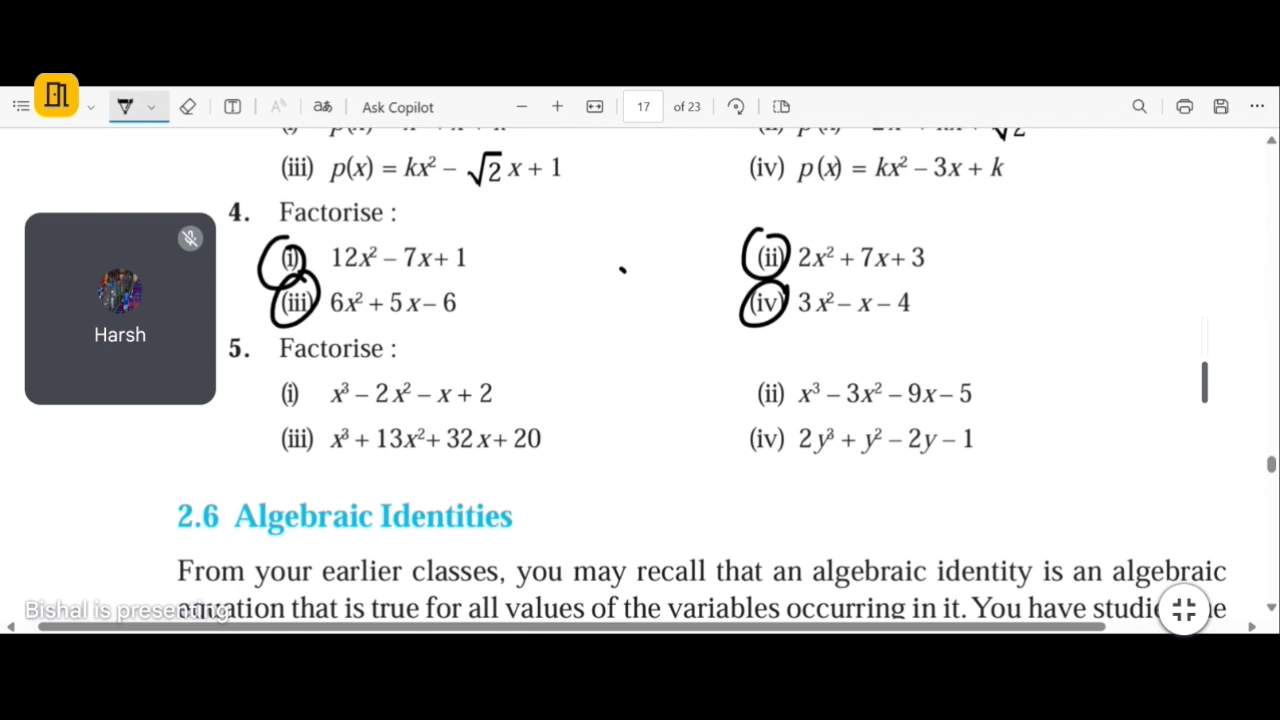 Ask Copilot
17 of 23
(iii) p(x) = kx² – √2 x + 1 (iv) p(x) = kx² – 3x + k
4. Factorise :
(i) 12x² – 7x + 1 (ii) 2x² + 7x + 3
(iii) 6x² + 5x – 6 (iv) 3x² – x – 4
Harsh
5. Factorise :
(i) x³ – 2x² – x + 2 (ii) x³ – 3x² – 9x – 5
(iii) x³ + 13x² + 32x + 20 (iv) 2y³ + y² – 2y – 1
2.6 Algebraic Identities
From your earlier classes, you may recall that an algebraic identity is an algebraic
Bishal is presenting
that is true for all values of the variables occurring in it. You have